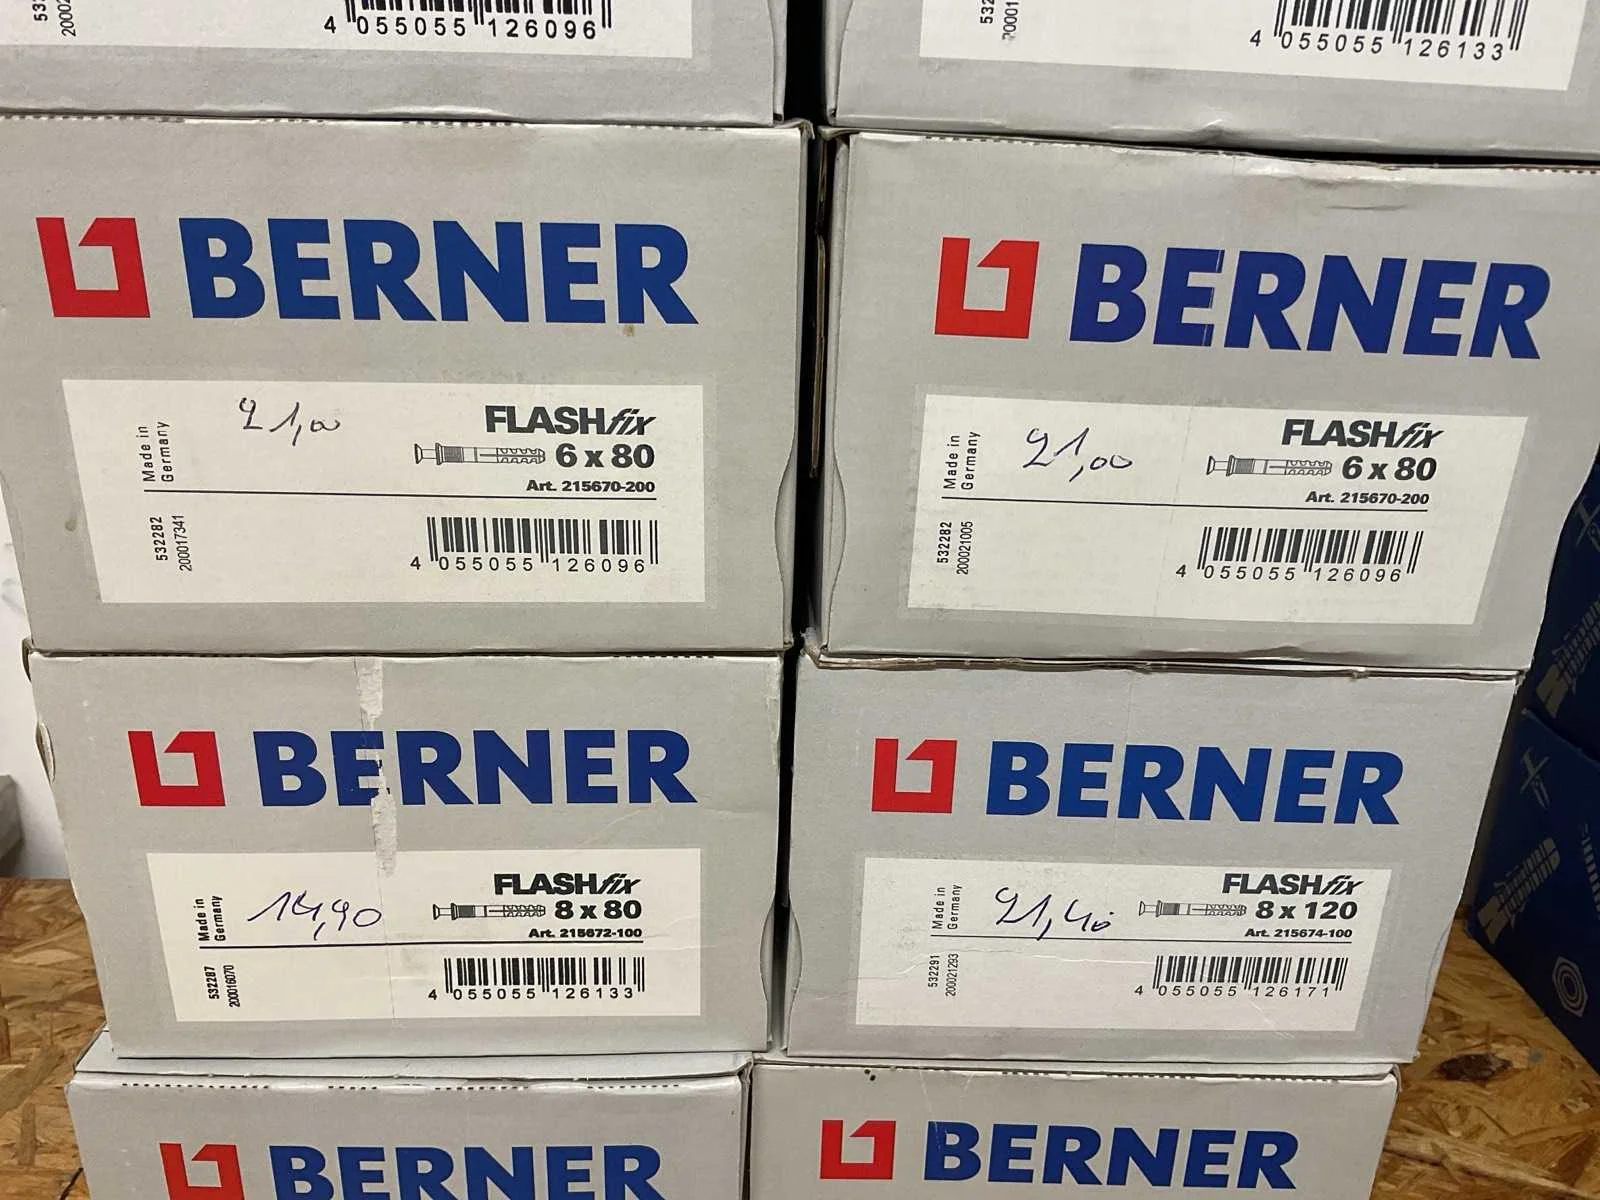 4 055055 126096
4 055055 126133
BERNER
Made in
Germany
21,00
FLASHfix
6 x 80
Art. 215670-200
532282
200017341
4 055055 126096
BERNER
Made in
Germany
21,00
FLASHfix
6 x 80
Art. 215670-200
532282
200021005
4 055055 126096
BERNER
Made in
Germany
14,90
FLASHfix
8 x 80
Art. 215672-100
532287
200016070
4 055055 126133
BERNER
Made in
Germany
21,40
FLASHfix
8 x 120
Art. 215674-100
532291
200021293
4 055055 126171
BERNER
BERNER